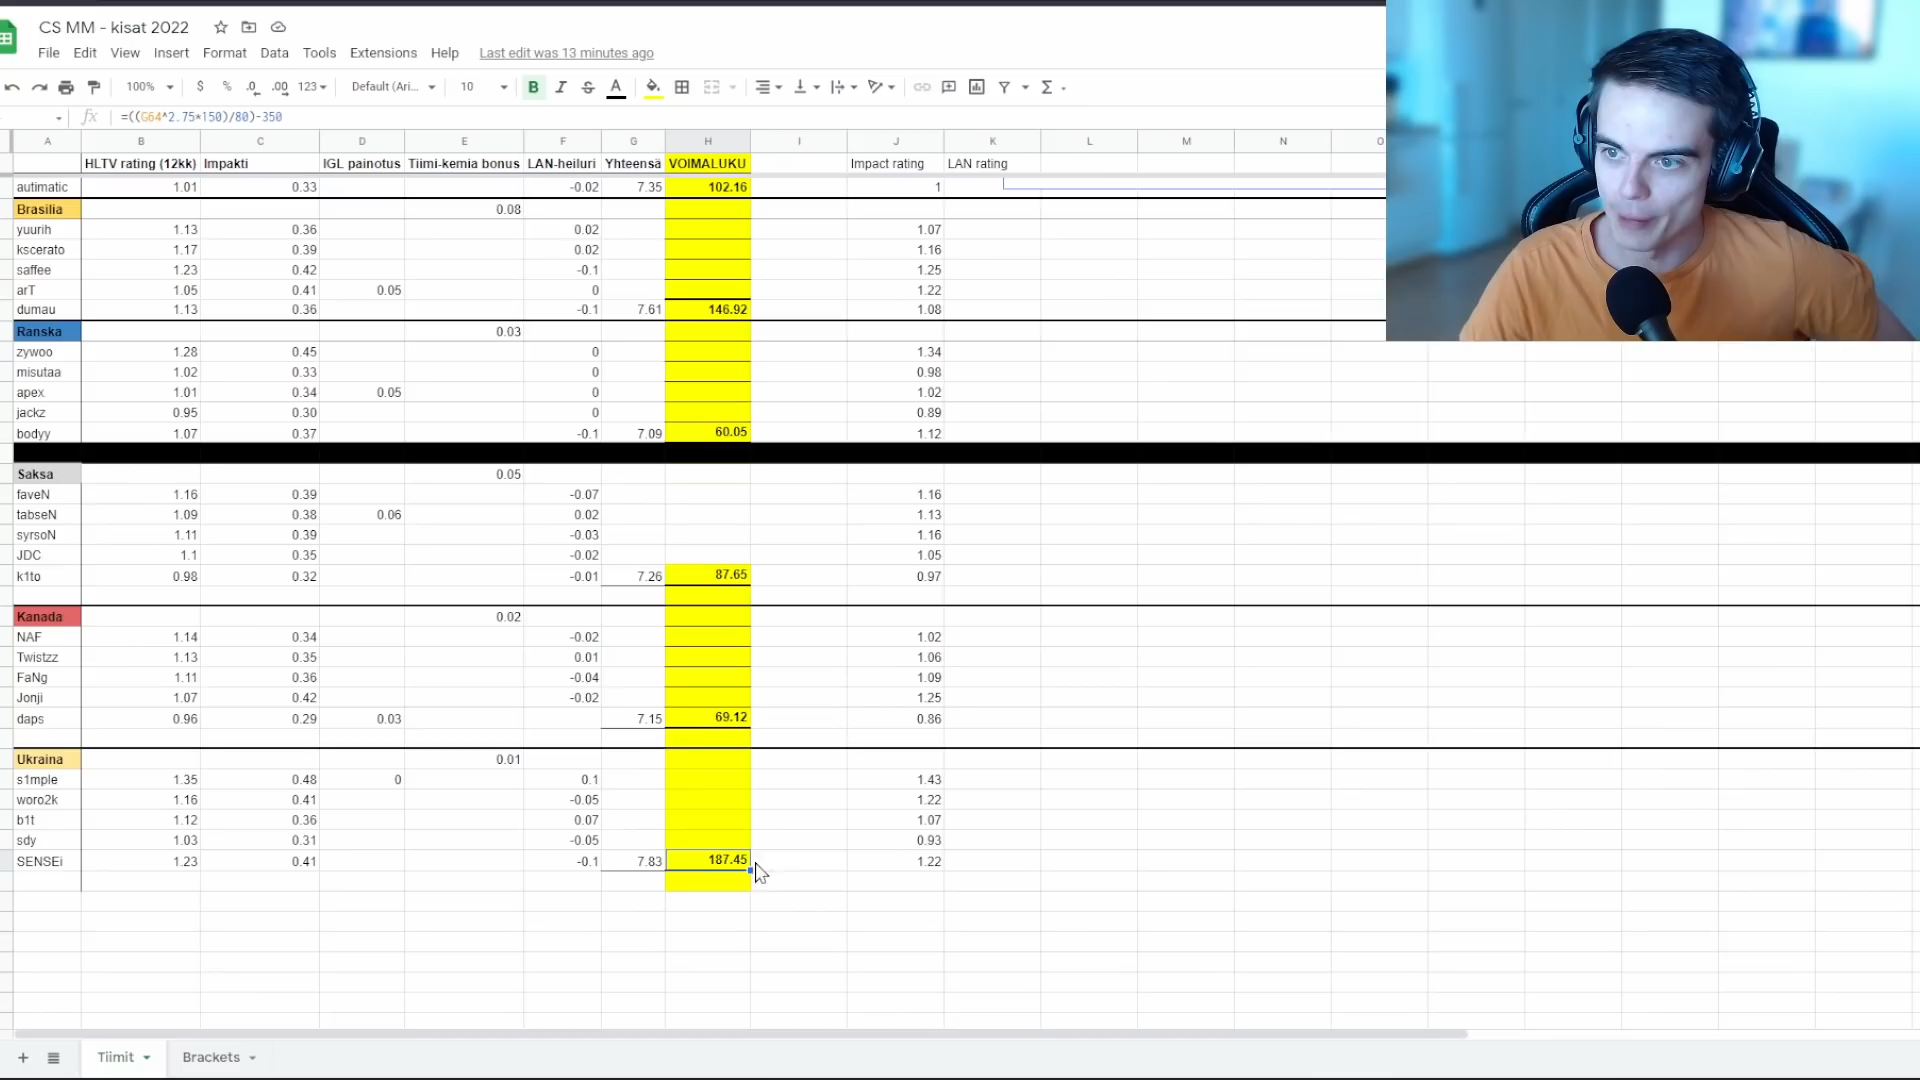 CS MM - kisat 2022
File Edit View Insert Format Data Tools Extensions Help Last edit was 13 minutes ago
100% $ % .0 .00 123 Default (Ari... 10 B I S A Σ
fx =((G64^2.75*150)/80)-350
A B C D E F G H I J K L M N O
HLTV rating (12kk) Impakti IGL painotus Tiimi-kemia bonus LAN-heiluri Yhteensä VOIMALUKU Impact rating LAN rating
autimatic 1.01 0.33 -0.02 7.35 102.16 1
Brasilia 0.08
yuurih 1.13 0.36 0.02 1.07
kscerato 1.17 0.39 0.02 1.16
saffee 1.23 0.42 -0.1 1.25
arT 1.05 0.41 0.05 0 1.22
dumau 1.13 0.36 -0.1 7.61 146.92 1.08
Ranska 0.03
zywoo 1.28 0.45 0 1.34
misutaa 1.02 0.33 0 0.98
apex 1.01 0.34 0.05 0 1.02
jackz 0.95 0.30 0 0.89
bodyy 1.07 0.37 -0.1 7.09 60.05 1.12
Saksa 0.05
faveN 1.16 0.39 -0.07 1.16
tabseN 1.09 0.38 0.06 0.02 1.13
syrsoN 1.11 0.39 -0.03 1.16
JDC 1.1 0.35 -0.02 1.05
k1to 0.98 0.32 -0.01 7.26 87.65 0.97
Kanada 0.02
NAF 1.14 0.34 -0.02 1.02
Twistzz 1.13 0.35 0.01 1.06
FaNg 1.11 0.36 -0.04 1.09
Jonji 1.07 0.42 -0.02 1.25
daps 0.96 0.29 0.03 7.15 69.12 0.86
Ukraina 0.01
s1mple 1.35 0.48 0 0.1 1.43
woro2k 1.16 0.41 -0.05 1.22
b1t 1.12 0.36 0.07 1.07
sdy 1.03 0.31 -0.05 0.93
SENSEi 1.23 0.41 -0.1 7.83 187.45 1.22
+ Tiimit Brackets